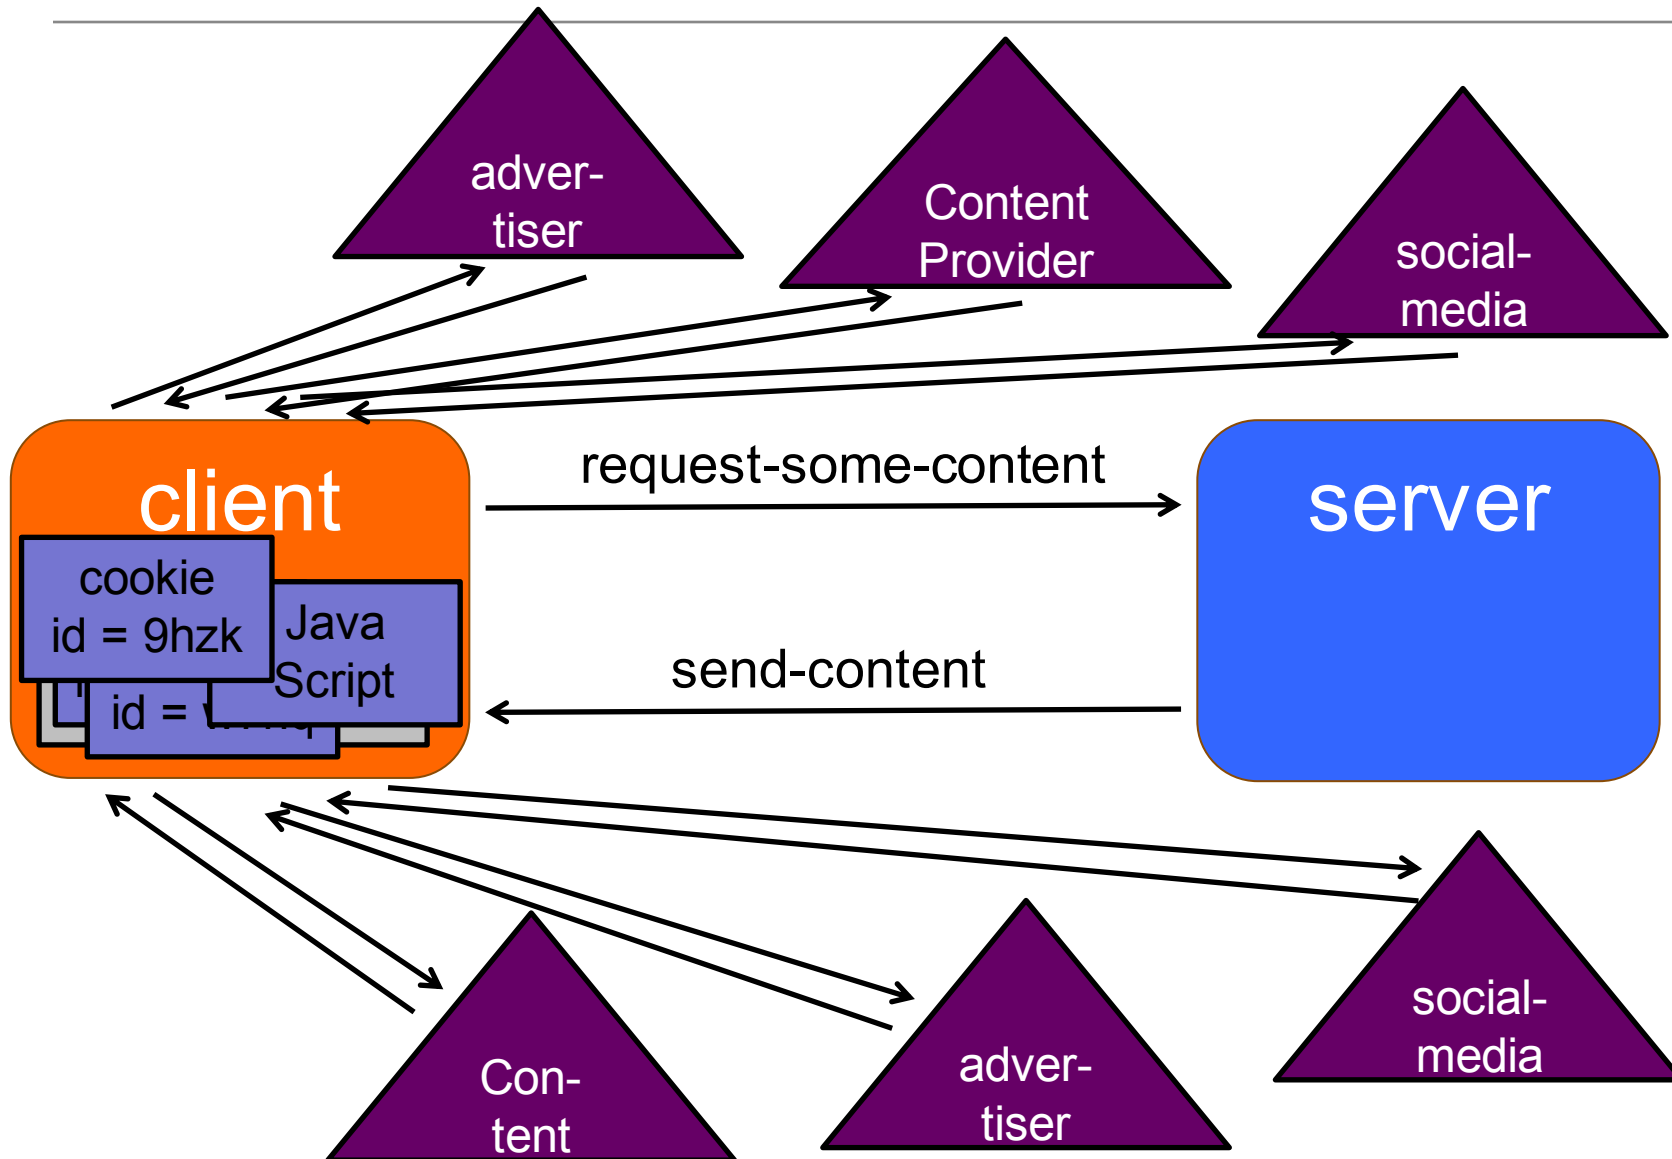 adver-
tiser
Content
Provider
social-
media
client
request-some-content
server
cookie
id = 9hzk
Java
Script
send-content
id =
Con-
tent
adver-
tiser
social-
media